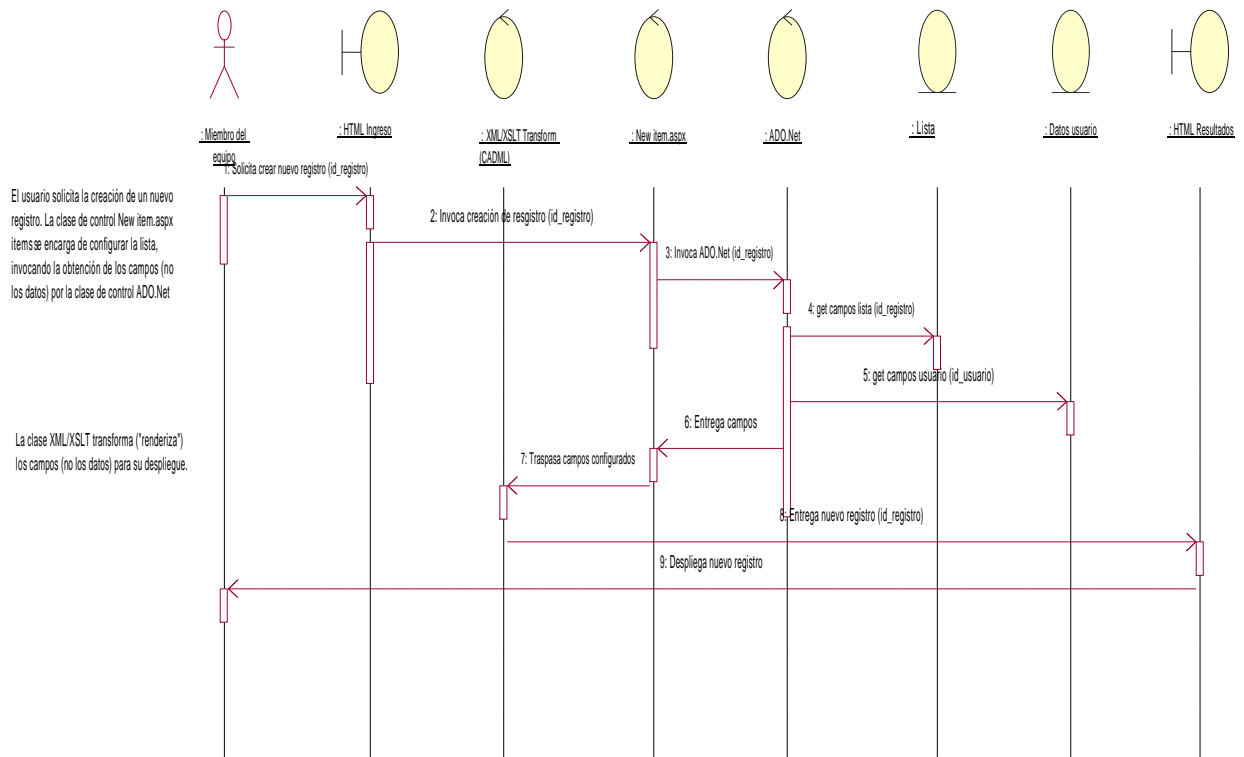 : Miembro del
equipo
: HTML Ingreso
: XML/XSLT Transform
(CADML)
: New item.aspx
: ADO.Net
: Lista
: Datos usuario
: HTML Resultados
1: Solicita crear nuevo registro (id_registro)
El usuario solicita la creación de un nuevo
registro. La clase de control New item.aspx
items se encarga de configurar la lista,
invocando la obtención de los campos (no
los datos) por la clase de control ADO.Net
2: Invoca creación de resgistro (id_registro)
3: Invoca ADO.Net (id_registro)
4: get campos lista (id_registro)
5: get campos usuario (id_usuario)
6: Entrega campos
La clase XML/XSLT transforma ("renderiza")
los campos (no los datos) para su despliegue.
7: Traspasa campos configurados
8: Entrega nuevo registro (id_registro)
9: Despliega nuevo registro